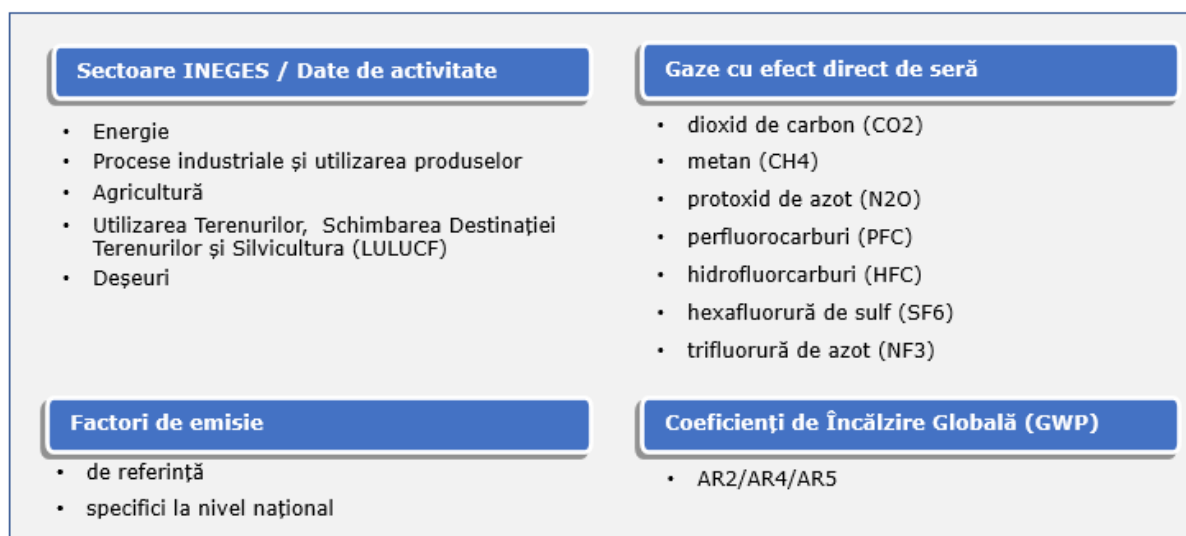 Sectoare INEGES / Date de activitate
• Energie
• Procese industriale și utilizarea produselor
• Agricultură
• Utilizarea Terenurilor, Schimbarea Destinației
Terenurilor și Silvicultura (LULUCF)
• Deșeuri
Gaze cu efect direct de seră
• dioxid de carbon (CO2)
• metan (CH4)
• protoxid de azot (N2O)
• perfluorocarburi (PFC)
• hidrofluorcarburi (HFC)
• hexafluorură de sulf (SF6)
• trifluorură de azot (NF3)
Factori de emisie
• de referință
• specifici la nivel național
Coeficienți de Încălzire Globală (GWP)
• AR2/AR4/AR5